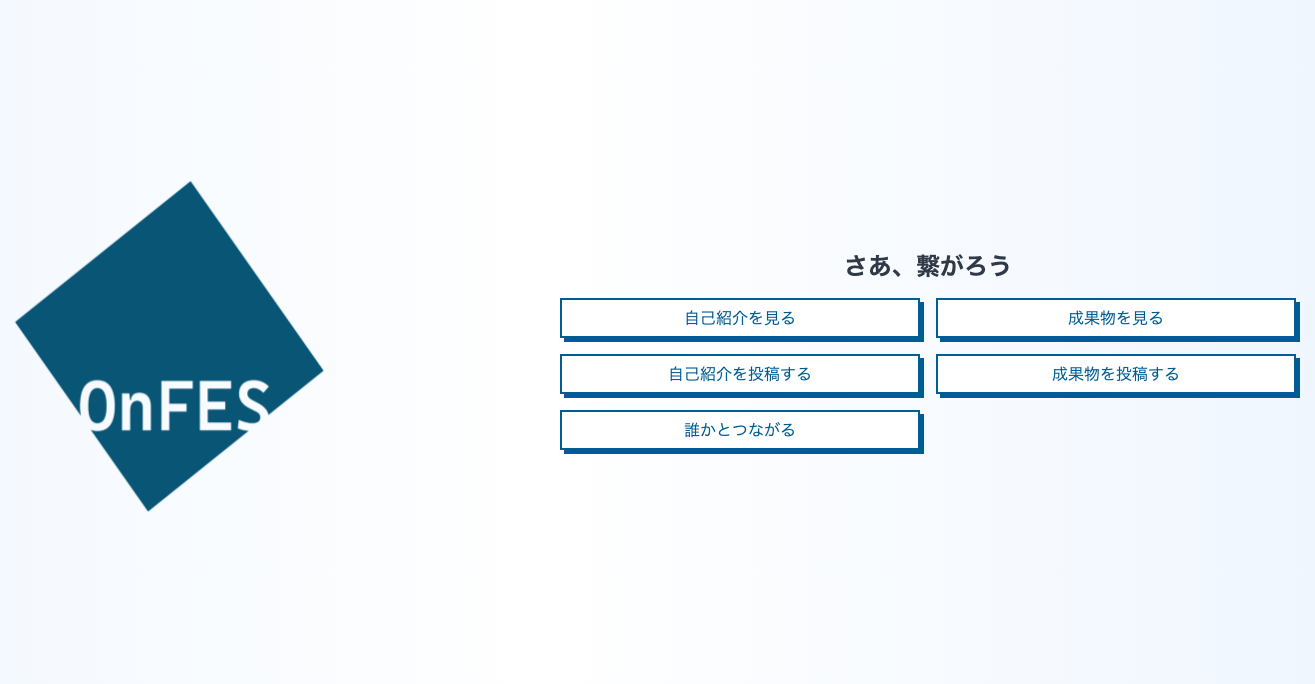 OnFES
さあ、繋がろう
自己紹介を見る
成果物を見る
自己紹介を投稿する
成果物を投稿する
誰かとつながる